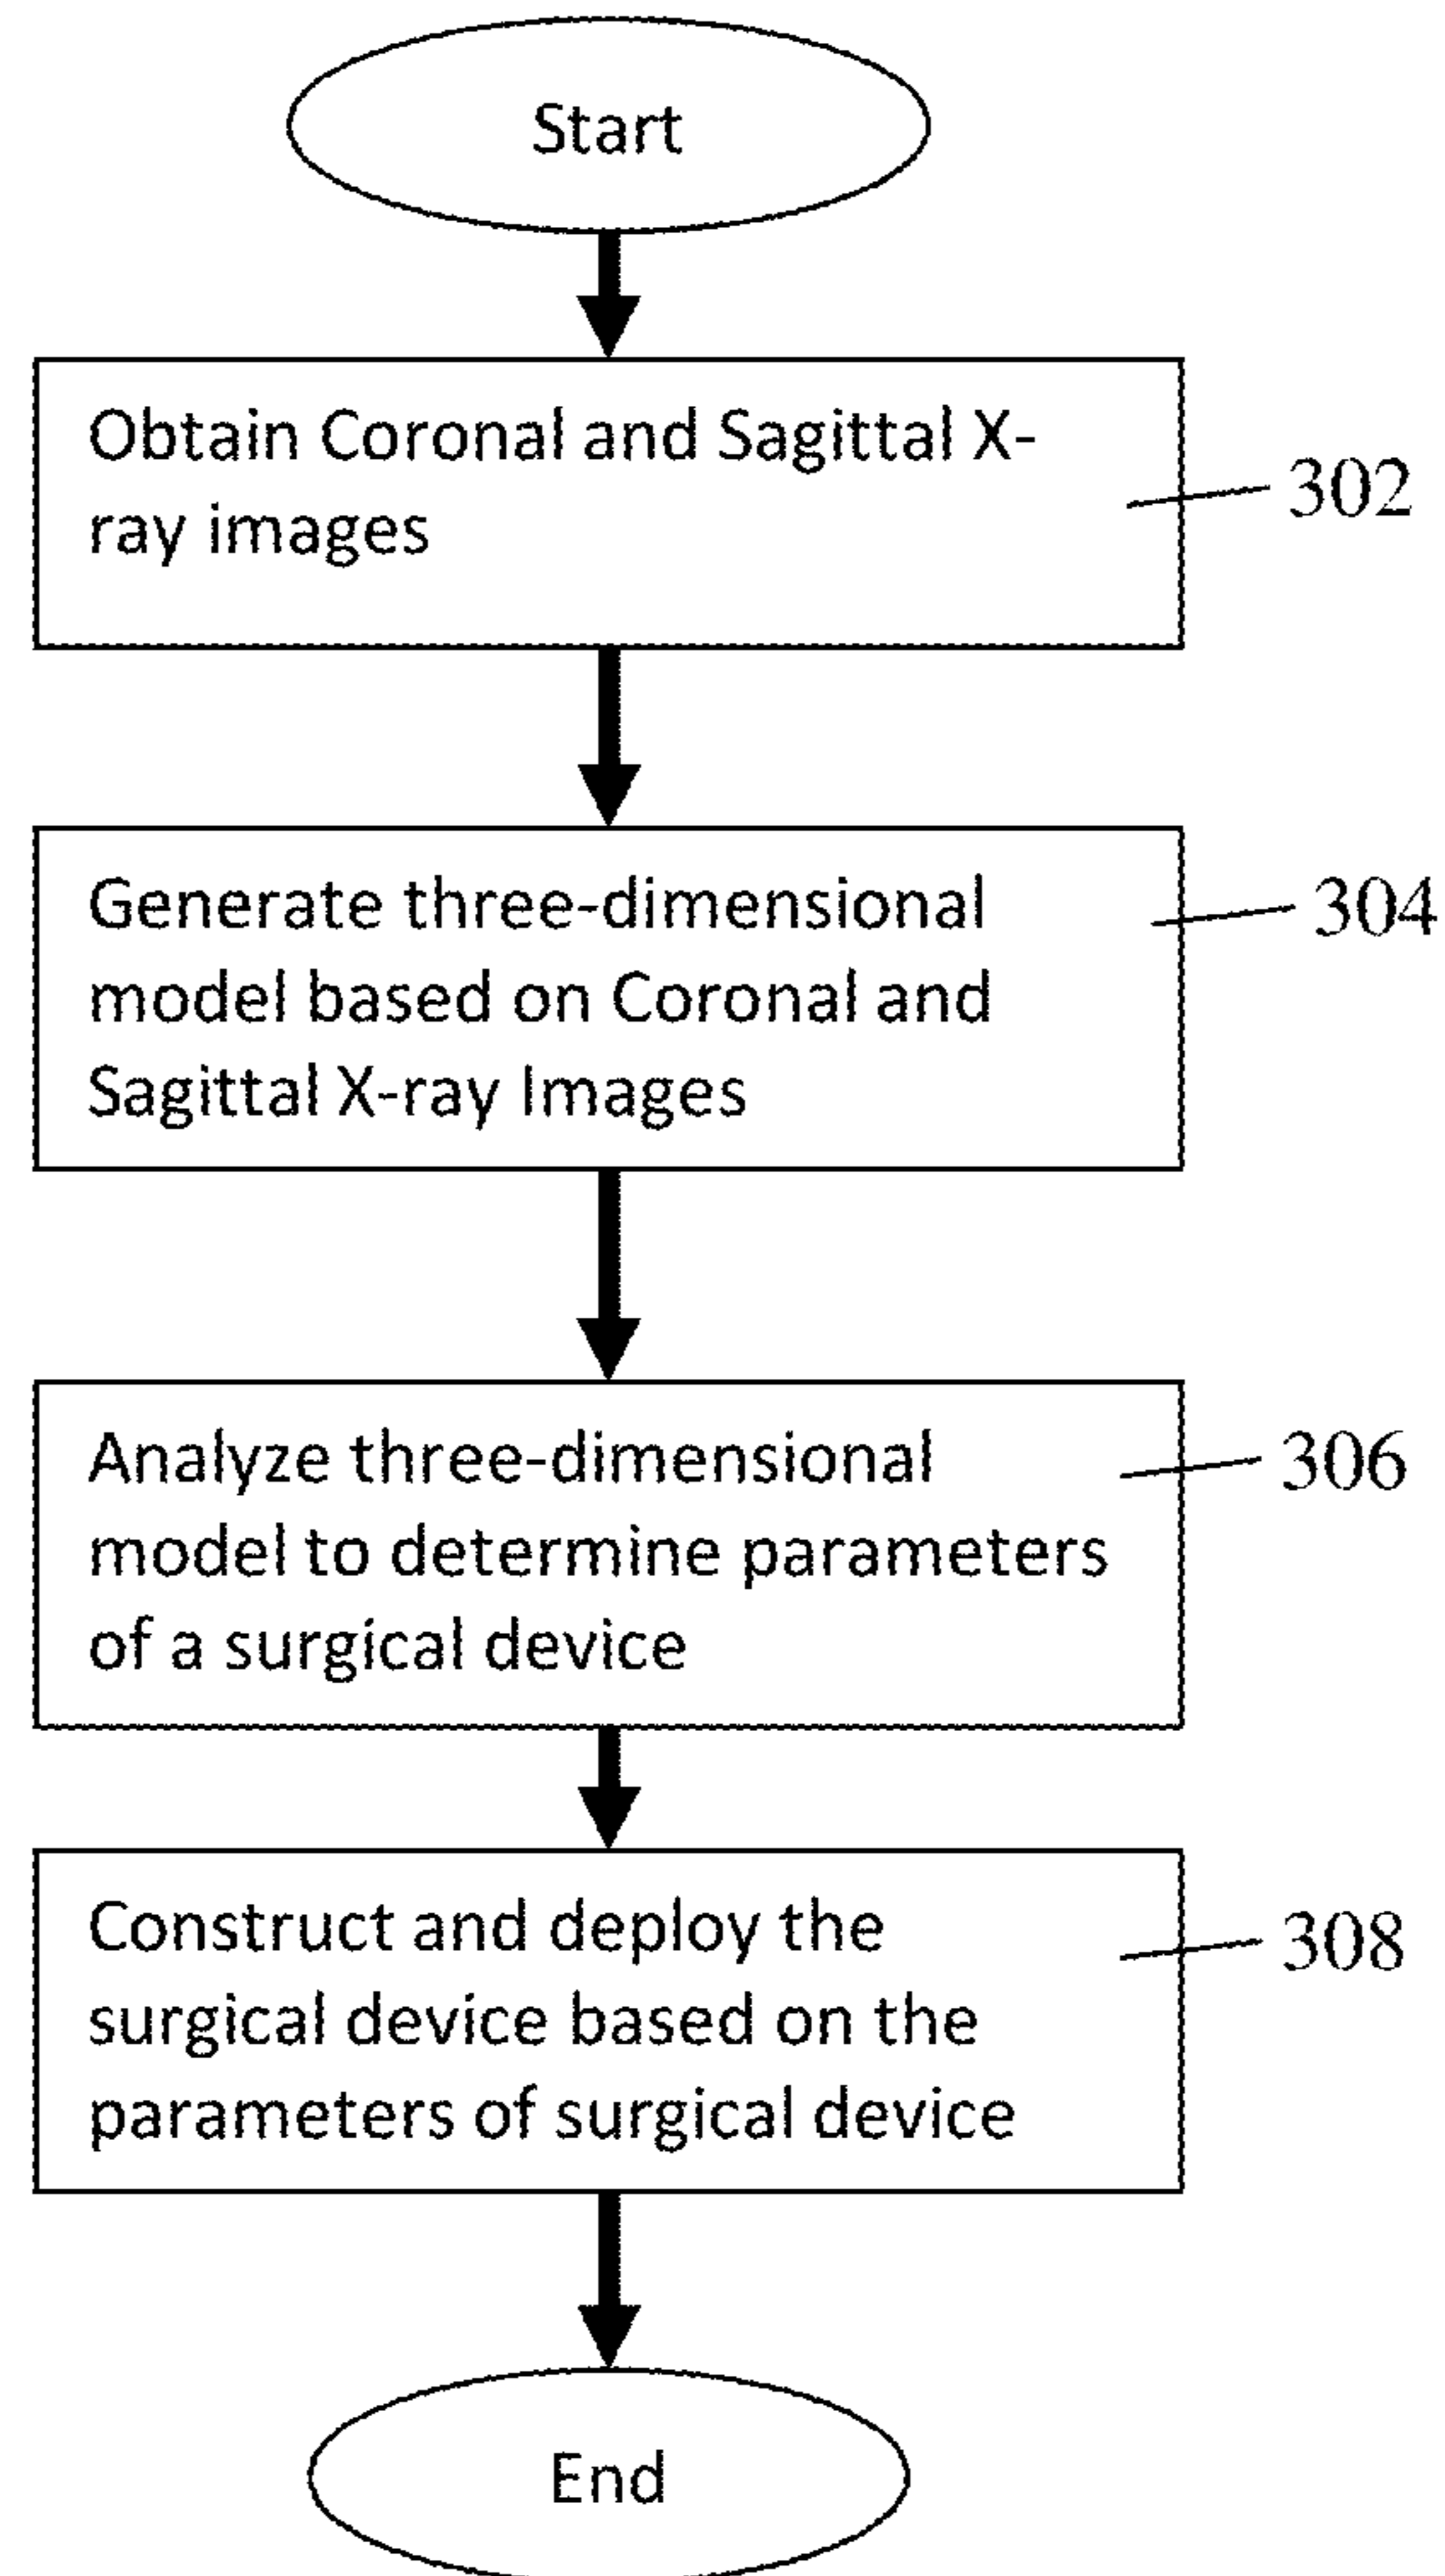 Start
Obtain Coronal and Sagittal X-
ray images
302
Generate three-dimensional
model based on Coronal and
Sagittal X-ray Images
304
Analyze three-dimensional
model to determine parameters
of a surgical device
306
Construct and deploy the
surgical device based on the
parameters of surgical device
308
End